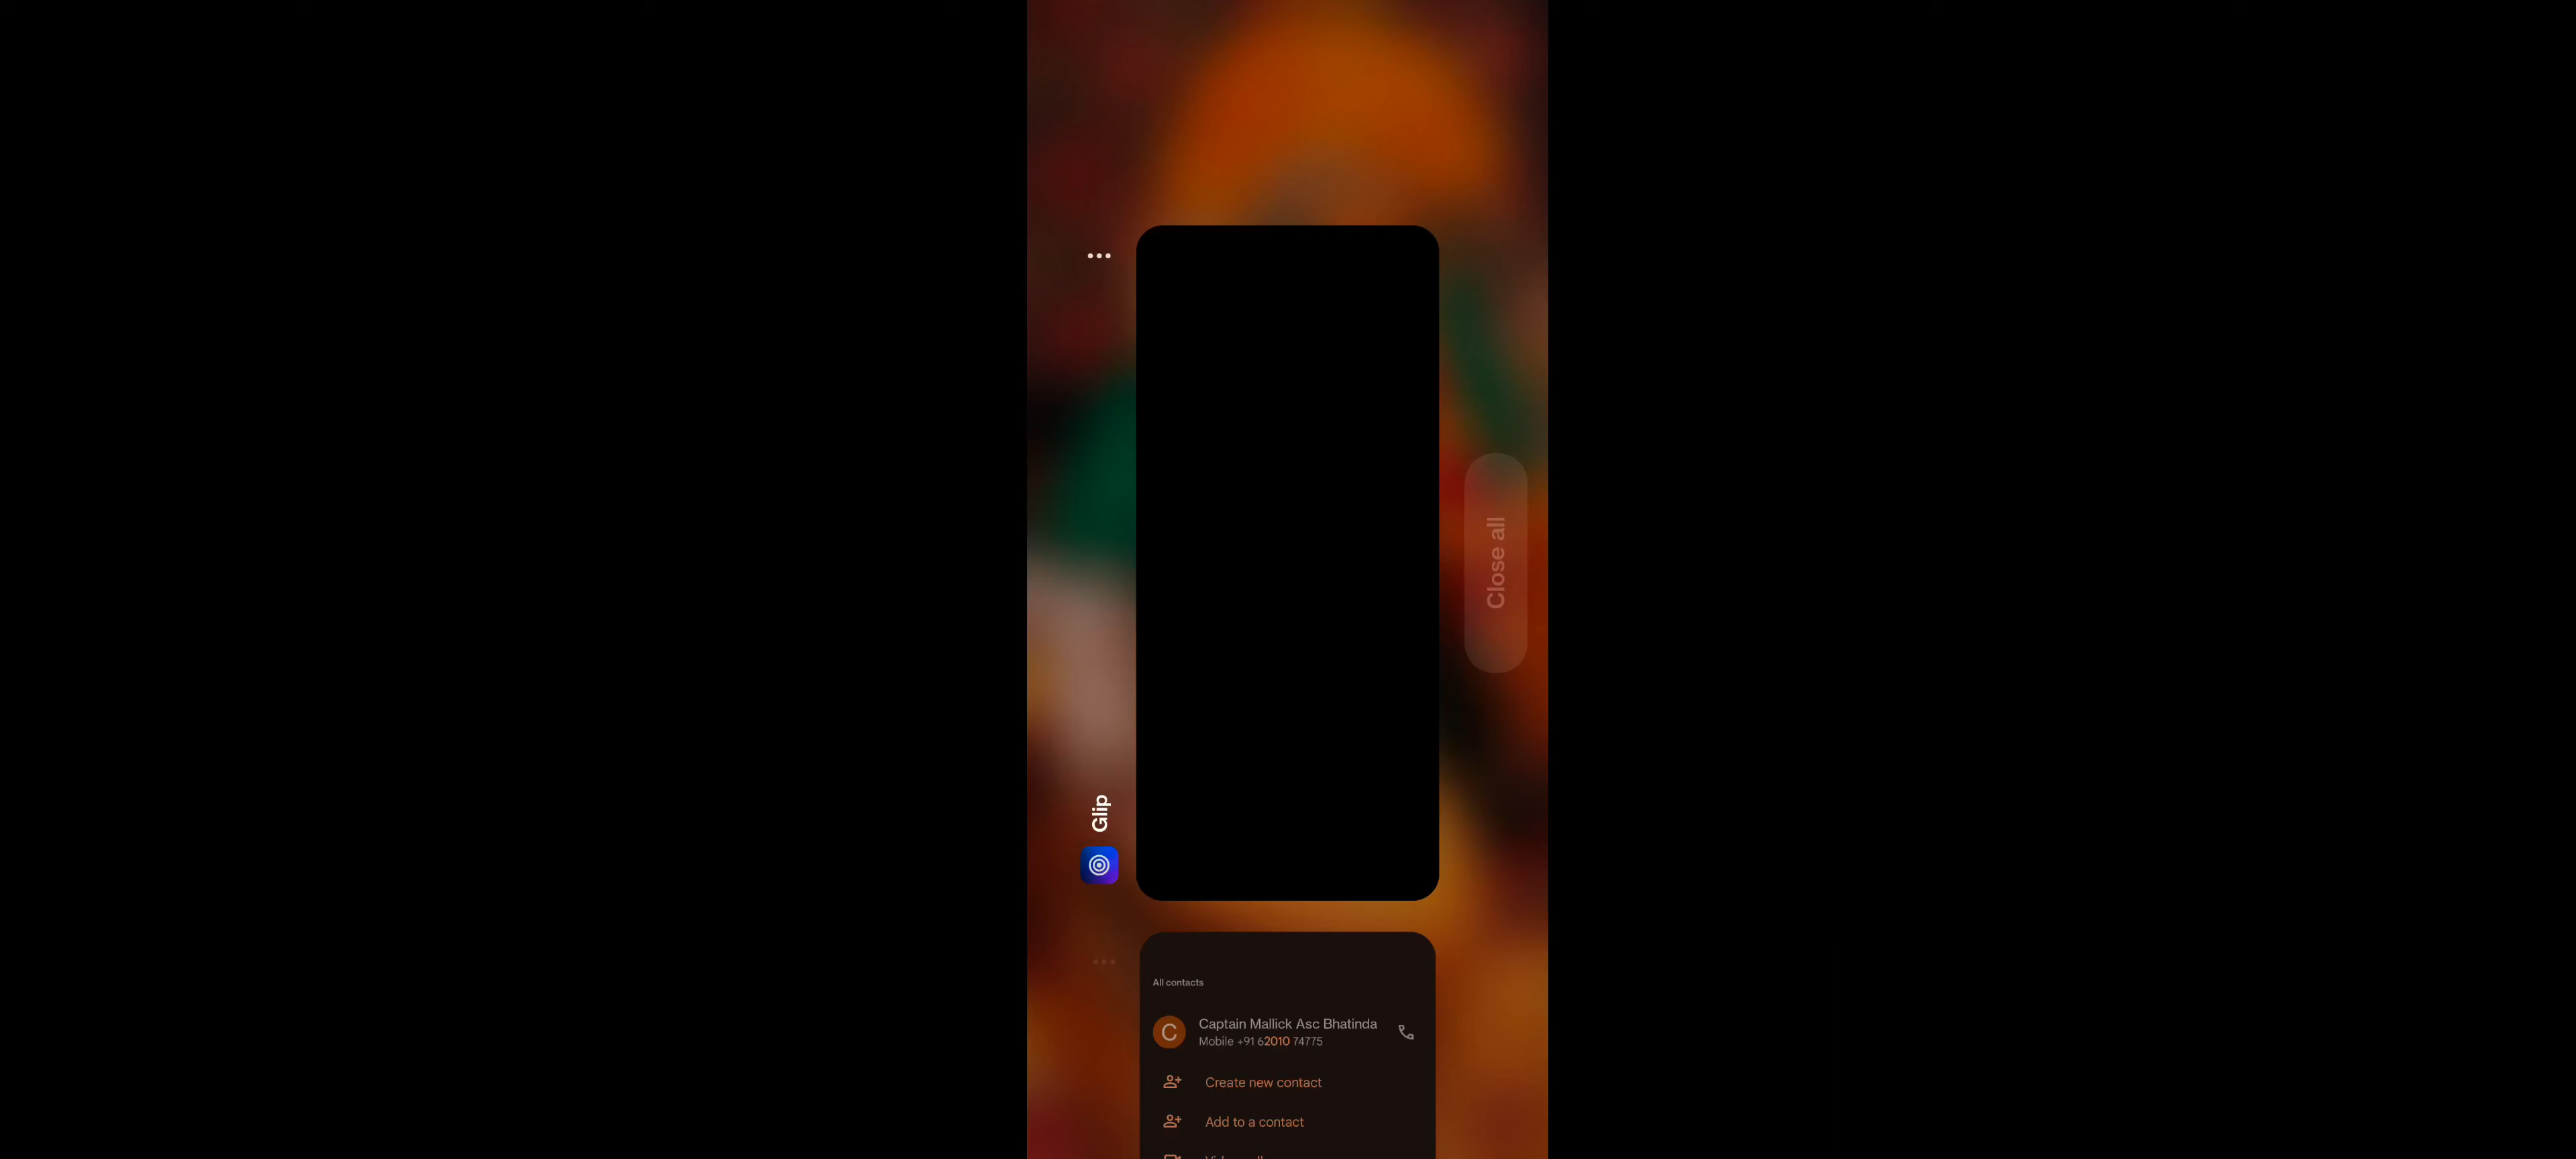 Glip
Close all
All contacts
C
Captain Mallick Asc Bhatinda
Mobile +91 62010 74775
Create new contact
Add to a contact